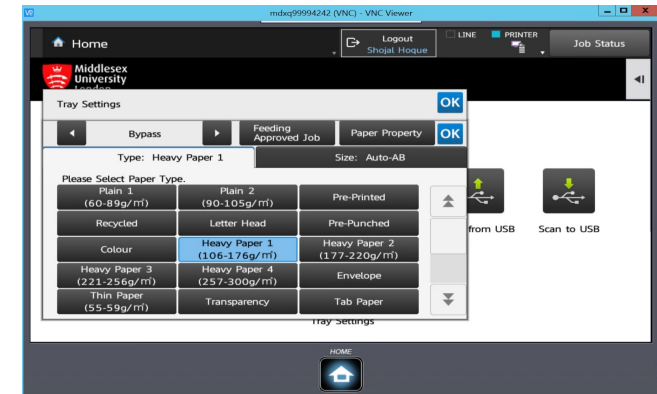 VR
mdxq99994242 (VNC) - VNC Viewer
Home
Logout
Shojal Hoque
LINE
PRINTER
Job Status
Middlesex
University
London
Tray Settings
OK
Bypass
Feeding
Approved Job
Paper Property
OK
Type: Heavy Paper 1
Size: Auto-AB
Please Select Paper Type.
Plain 1
(60-89g/㎡)
Plain 2
(90-105g/㎡)
Pre-Printed
Recycled
Letter Head
Pre-Punched
Colour
Heavy Paper 1
(106-176g/㎡)
Heavy Paper 2
(177-220g/㎡)
Heavy Paper 3
(221-256g/㎡)
Heavy Paper 4
(257-300g/㎡)
Envelope
Thin Paper
(55-59g/㎡)
Transparency
Tab Paper
from USB
Scan to USB
Tray Settings
HOME